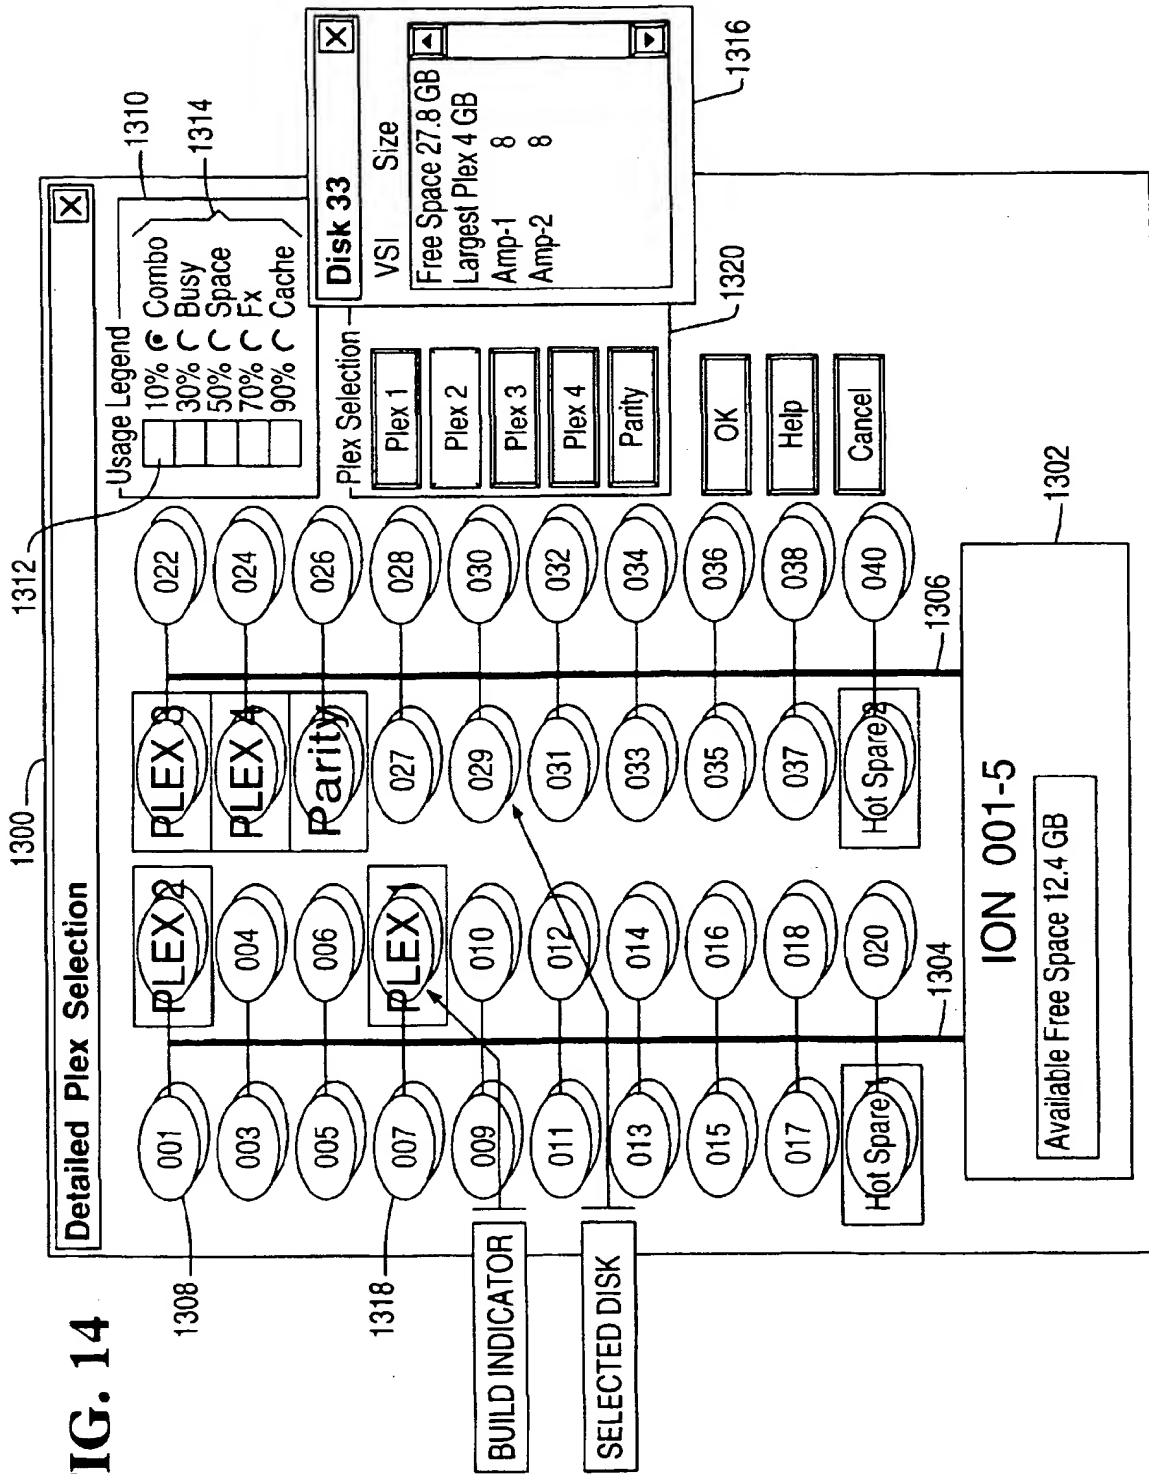 FIG. 14
1300
1312
Detailed Plex Selection
X
1310
1314
Usage Legend
10% Combo
30% Busy
50% Space
70% Fx
90% Cache
Disk 33
X
VSI Size
Free Space 27.8 GB
Largest Plex 4 GB
Amp-1 8
Amp-2 8
1316
1320
Plex Selection
Plex 1
Plex 2
Plex 3
Plex 4
Parity
OK
Help
Cancel
1308
1318
001 PLEX 2 PLEX 3 022
003 004 PLEX 4 024
005 006 Parity 026
007 PLEX 1 027 028
009 010 029 030
011 012 031 032
013 014 033 034
015 016 035 036
017 018 037 038
Hot Spare 1 020 Hot Spare 2 040
BUILD INDICATOR
SELECTED DISK
1304
1306
1302
ION 001-5
Available Free Space 12.4 GB